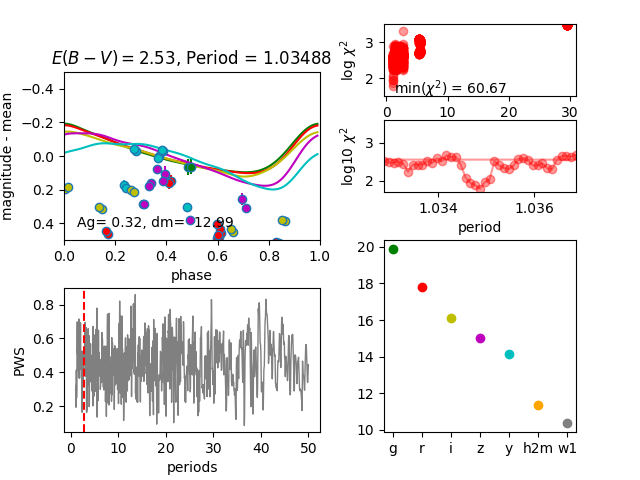 E(B − V) = 2.53, Period = 1.03488
magnitude - mean
−0.4
−0.2
0.0
0.2
0.4
Ag= 0.32, dm= 12.99
0.0 0.2 0.4 0.6 0.8 1.0
phase
log χ²
3
2
min(χ²) = 60.67
0 10 20 30
log10 χ²
3
2
1.034 1.036
period
PWS
0.8
0.6
0.4
0.2
0 10 20 30 40 50
periods
20
18
16
14
12
10
g r i z y h2m w1